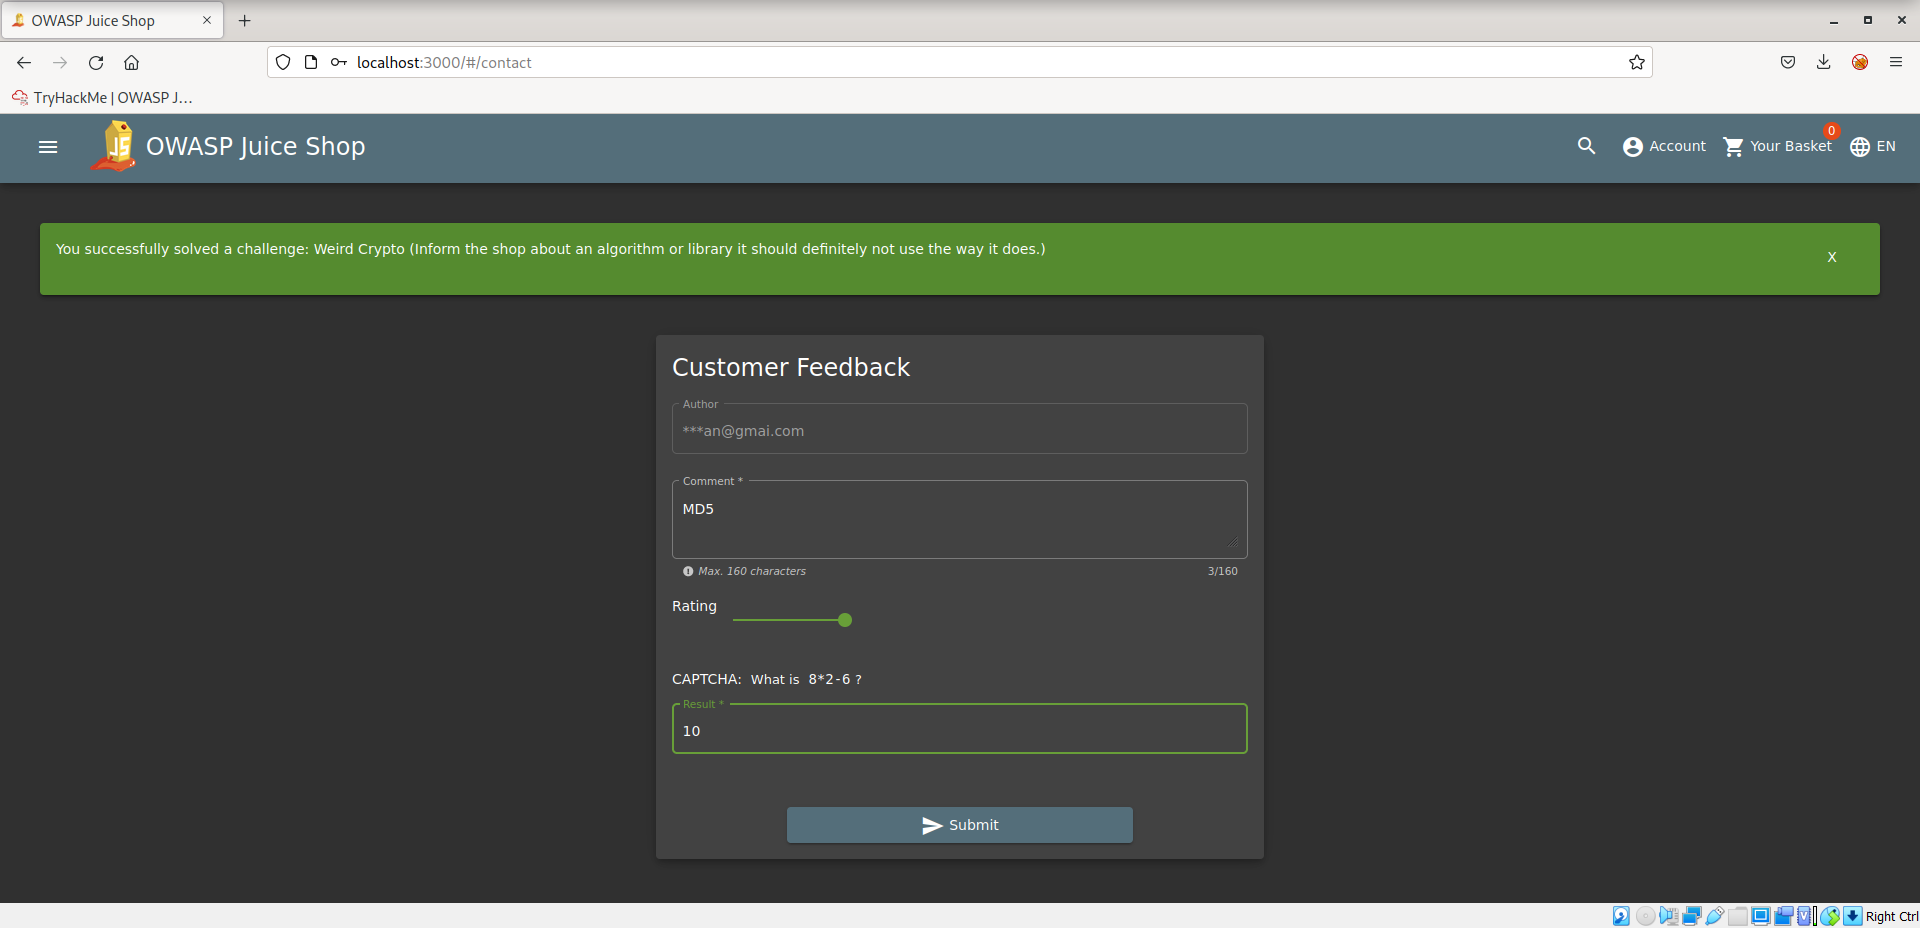 OWASP Juice Shop
localhost:3000/#/contact
TryHackMe | OWASP J...
JS
OWASP Juice Shop
Account
Your Basket
0
EN
You successfully solved a challenge: Weird Crypto (Inform the shop about an algorithm or library it should definitely not use the way it does.)
X
Customer Feedback
Author
***an@gmai.com
Comment *
MD5
Max. 160 characters
3/160
Rating
CAPTCHA: What is 8*2-6 ?
Result *
10
Submit
Right Ctrl